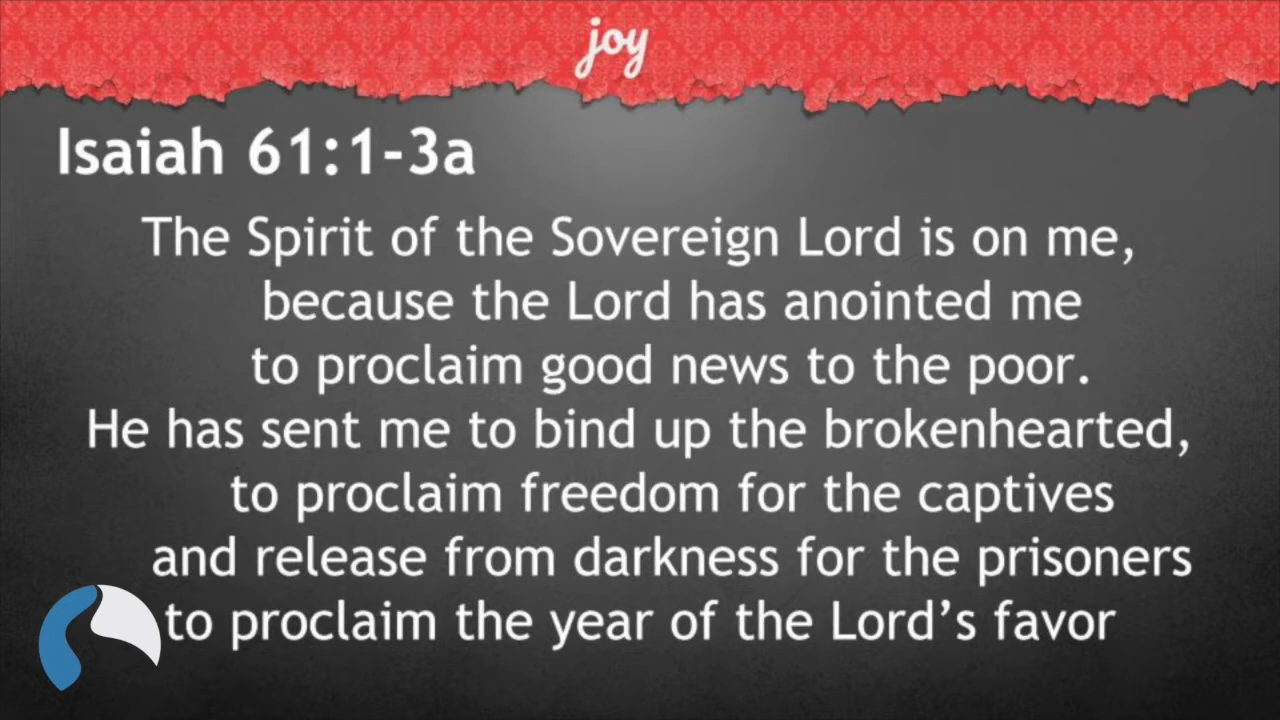 joy
Isaiah 61:1-3a
The Spirit of the Sovereign Lord is on me,
because the Lord has anointed me
to proclaim good news to the poor.
He has sent me to bind up the brokenhearted,
to proclaim freedom for the captives
and release from darkness for the prisoners
to proclaim the year of the Lord’s favor